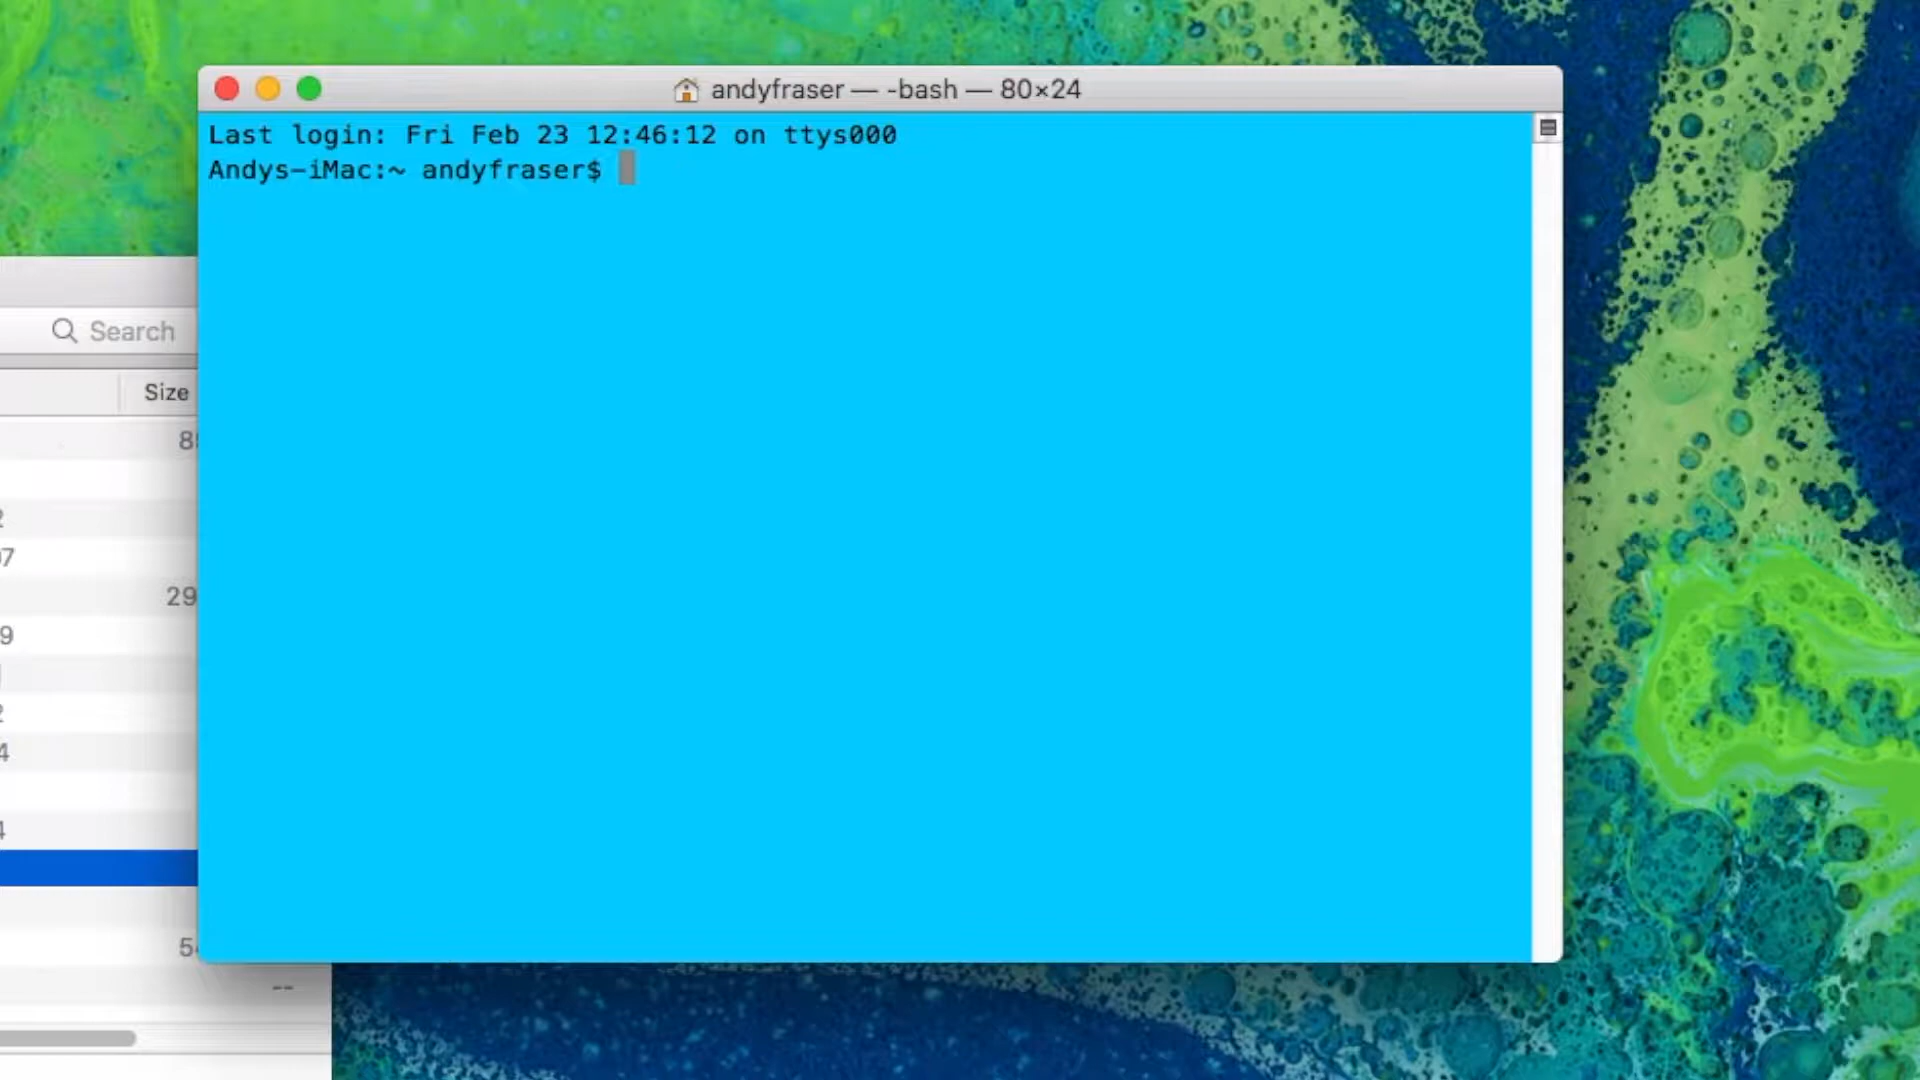 andyfraser — -bash — 80×24
Last login: Fri Feb 23 12:46:12 on ttys000
Andys-iMac:~ andyfraser$
Search
Size
29
--